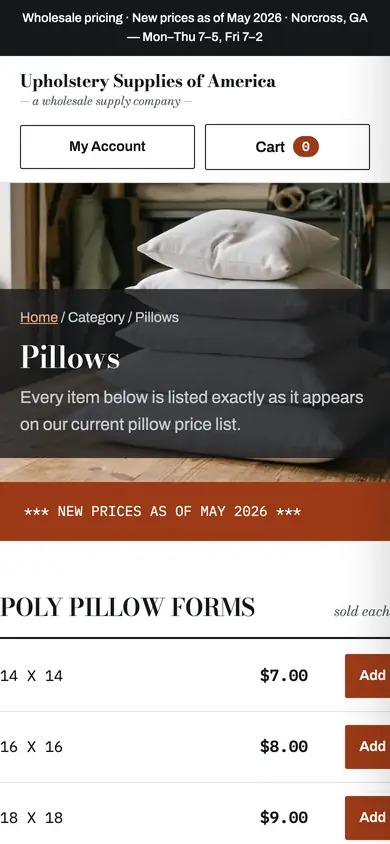 Wholesale pricing · New prices as of May 2026 · Norcross, GA
— Mon–Thu 7–5, Fri 7–2
Upholstery Supplies of America
— a wholesale supply company —
My Account
Cart 0
Home / Category / Pillows
Pillows
Every item below is listed exactly as it appears
on our current pillow price list.
*** NEW PRICES AS OF MAY 2026 ***
POLY PILLOW FORMS sold each
14 X 14 $7.00 Add
16 X 16 $8.00 Add
18 X 18 $9.00 Add